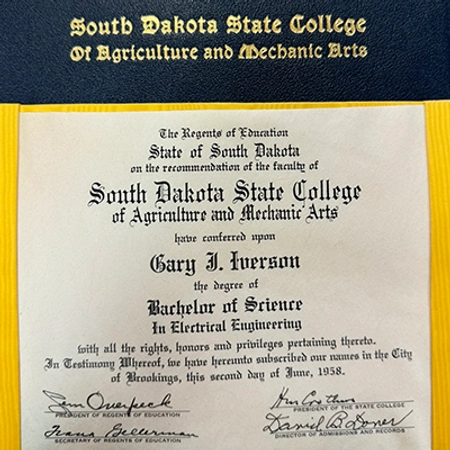 South Dakota State College
Of Agriculture and Mechanic Arts
The Regents of Education
State of South Dakota
on the recommendation of the faculty of
South Dakota State College
of Agriculture and Mechanic Arts
have conferred upon
Gary J. Iverson
the degree of
Bachelor of Science
In Electrical Engineering
with all the rights, honors and privileges pertaining thereto.
In Testimony Whereof, we have hereunto subscribed our names in the City
of Brookings, this second day of June, 1958.
PRESIDENT OF REGENTS OF EDUCATION
PRESIDENT OF THE STATE COLLEGE
SECRETARY OF REGENTS OF EDUCATION
David B. Doner
DIRECTOR OF ADMISSIONS AND RECORDS